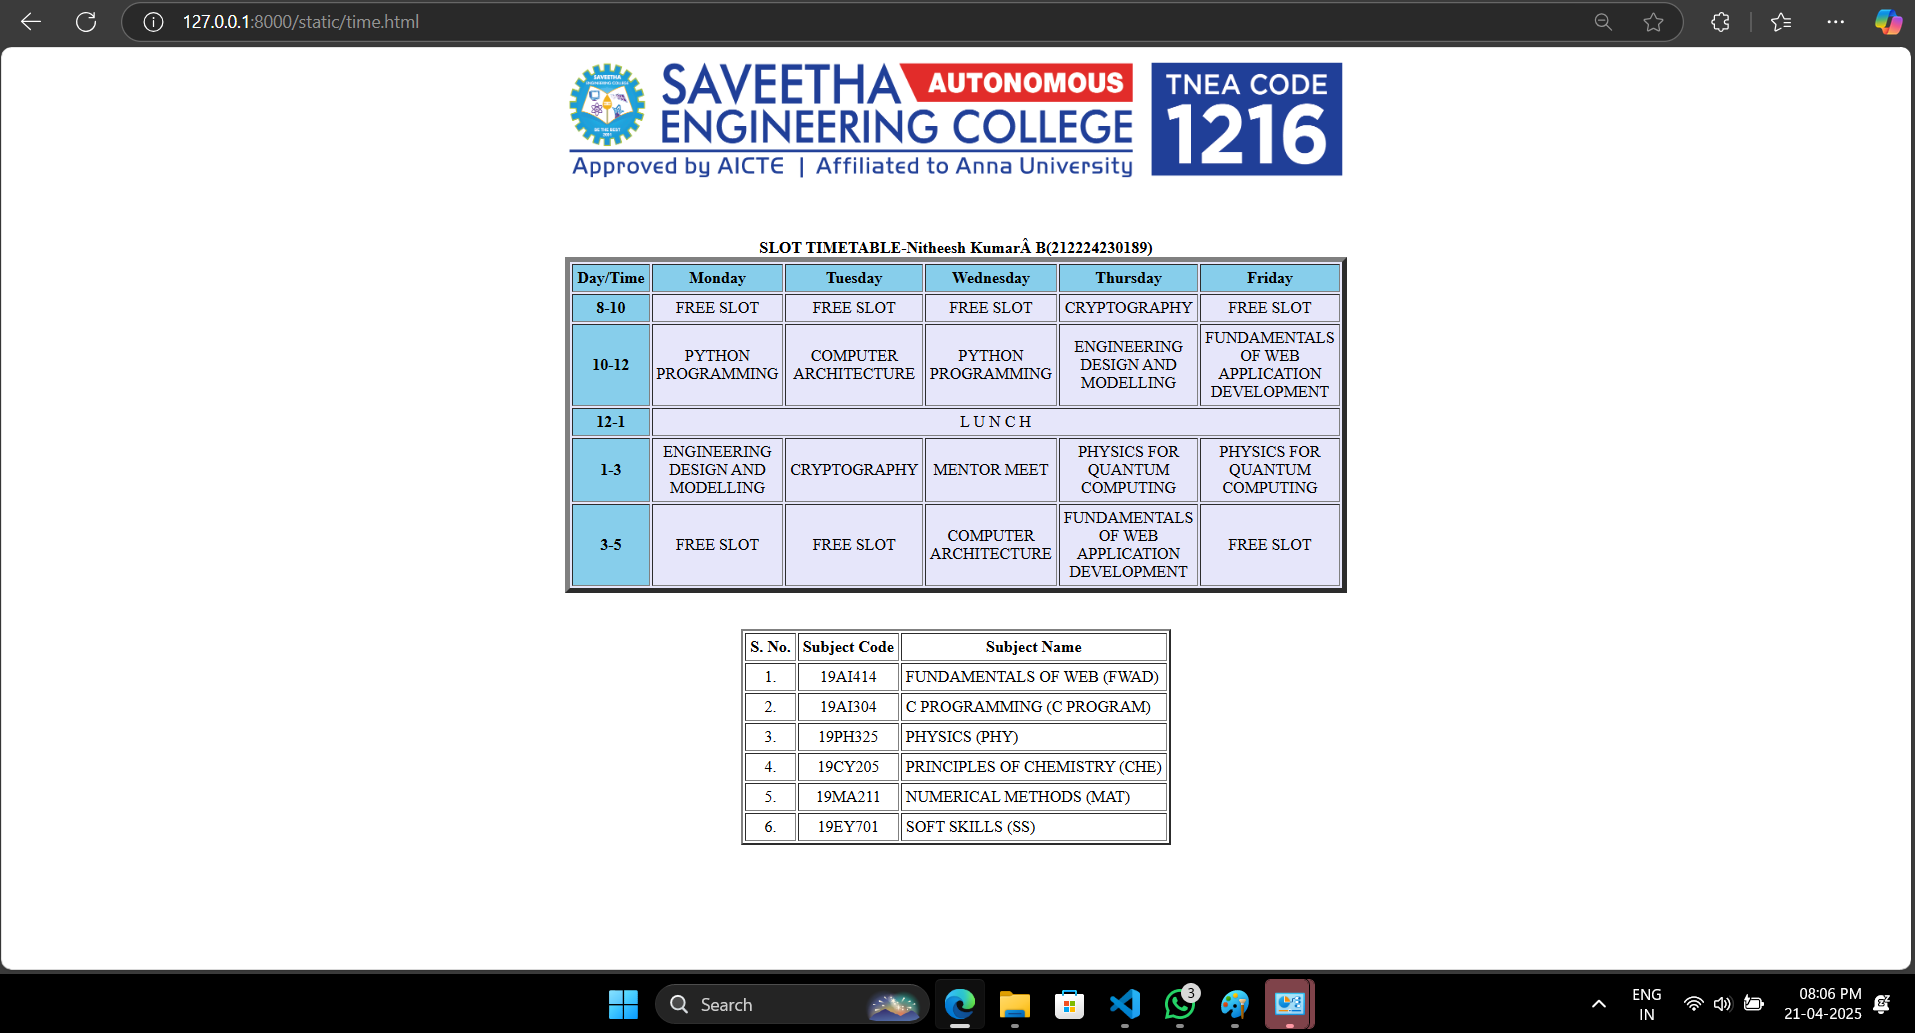 127.0.0.1:8000/static/time.html
SAVEETHA AUTONOMOUS
ENGINEERING COLLEGE
Approved by AICTE | Affiliated to Anna University
TNEA CODE
1216
SAVEETHA
ENGINEERING COLLEGE
BE THE BEST
2001
SLOT TIMETABLE-Nitheesh KumarÂ B(212224230189)
Day/Time Monday Tuesday Wednesday Thursday Friday
8-10 FREE SLOT FREE SLOT FREE SLOT CRYPTOGRAPHY FREE SLOT
10-12 PYTHON PROGRAMMING COMPUTER ARCHITECTURE PYTHON PROGRAMMING ENGINEERING DESIGN AND MODELLING FUNDAMENTALS OF WEB APPLICATION DEVELOPMENT
12-1 L U N C H
1-3 ENGINEERING DESIGN AND MODELLING CRYPTOGRAPHY MENTOR MEET PHYSICS FOR QUANTUM COMPUTING PHYSICS FOR QUANTUM COMPUTING
3-5 FREE SLOT FREE SLOT COMPUTER ARCHITECTURE FUNDAMENTALS OF WEB APPLICATION DEVELOPMENT FREE SLOT
S. No. Subject Code Subject Name
1. 19AI414 FUNDAMENTALS OF WEB (FWAD)
2. 19AI304 C PROGRAMMING (C PROGRAM)
3. 19PH325 PHYSICS (PHY)
4. 19CY205 PRINCIPLES OF CHEMISTRY (CHE)
5. 19MA211 NUMERICAL METHODS (MAT)
6. 19EY701 SOFT SKILLS (SS)
Search
3
ENG
IN
08:06 PM
21-04-2025